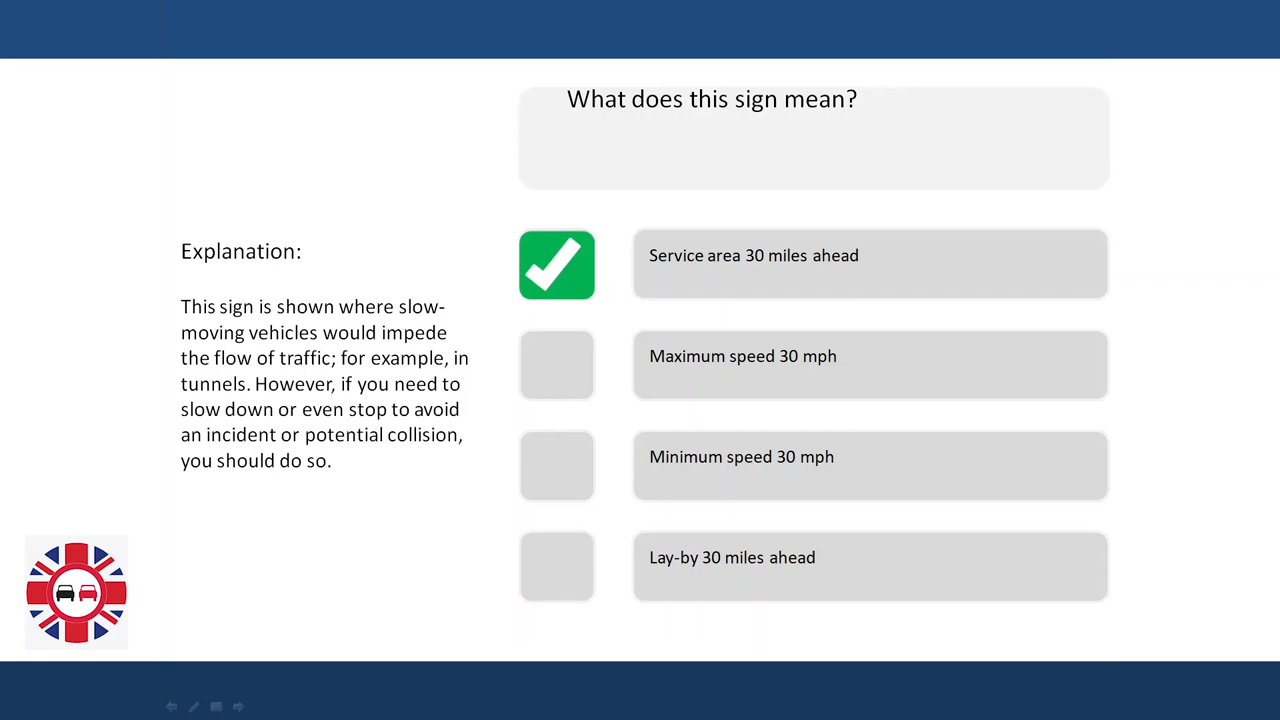 What does this sign mean?
Explanation:
This sign is shown where slow-
moving vehicles would impede
the flow of traffic; for example, in
tunnels. However, if you need to
slow down or even stop to avoid
an incident or potential collision,
you should do so.
Service area 30 miles ahead
Maximum speed 30 mph
Minimum speed 30 mph
Lay-by 30 miles ahead